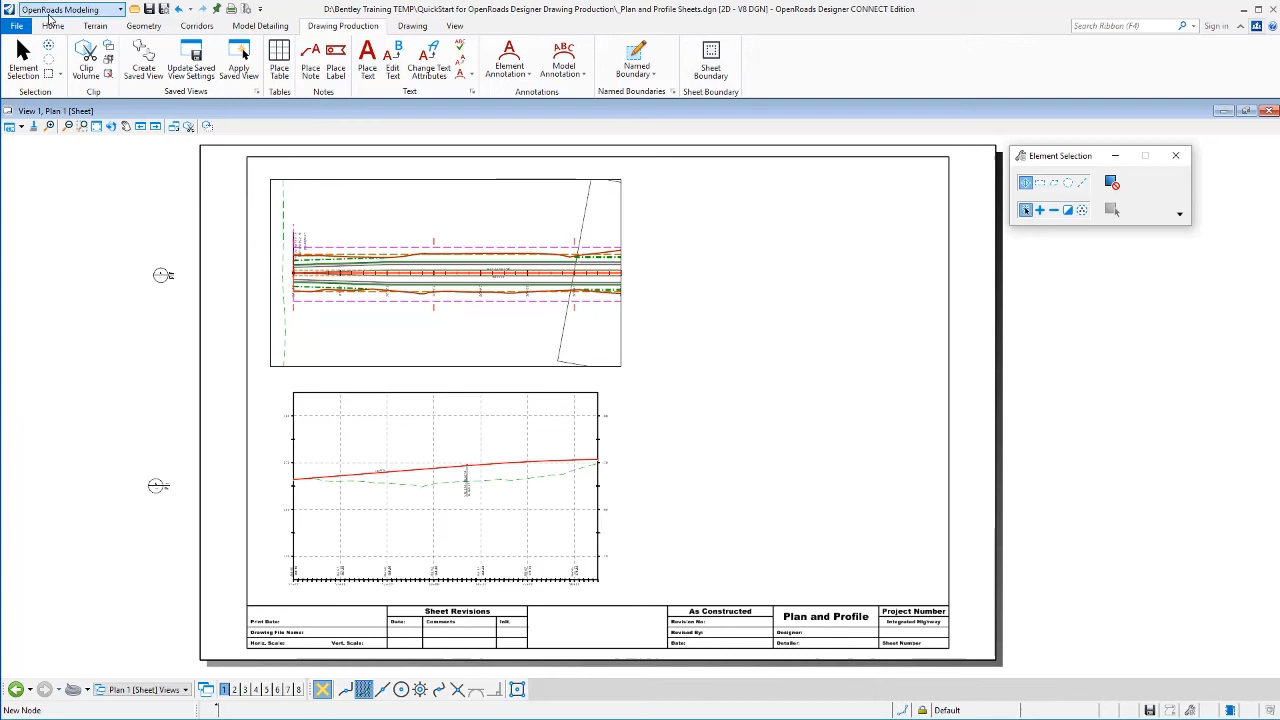 OpenRoads Modeling
D:\Bentley Training TEMP\QuickStart for OpenRoads Designer Drawing Production\_Plan and Profile Sheets.dgn [2D - V8 DGN] - OpenRoads Designer CONNECT Edition
File Home Terrain Geometry Corridors Model Detailing Drawing Production Drawing View
Search Ribbon (F4) Sign in
Element Selection
Clip Volume
Create Saved View
Update Saved View Settings
Apply Saved View
Place Table
Place Note
Place Label
Place Text
Edit Text
Change Text Attributes
Element Annotation
Model Annotation
Named Boundary
Sheet Boundary
Selection Clip Saved Views Tables Notes Text Annotations Named Boundaries Sheet Boundary
View 1, Plan 1 [Sheet]
Element Selection
Sheet Revisions
Date: Comments Init.
Print Date:
Drawing File Name:
Horiz. Scale: Vert. Scale:
As Constructed
Revision No:
Revised By:
Date:
Plan and Profile
Designer:
Detailer:
Project Number
Integrated Highway
Sheet Number
Plan 1 [Sheet] Views 1 2 3 4 5 6 7 8
New Node
Default